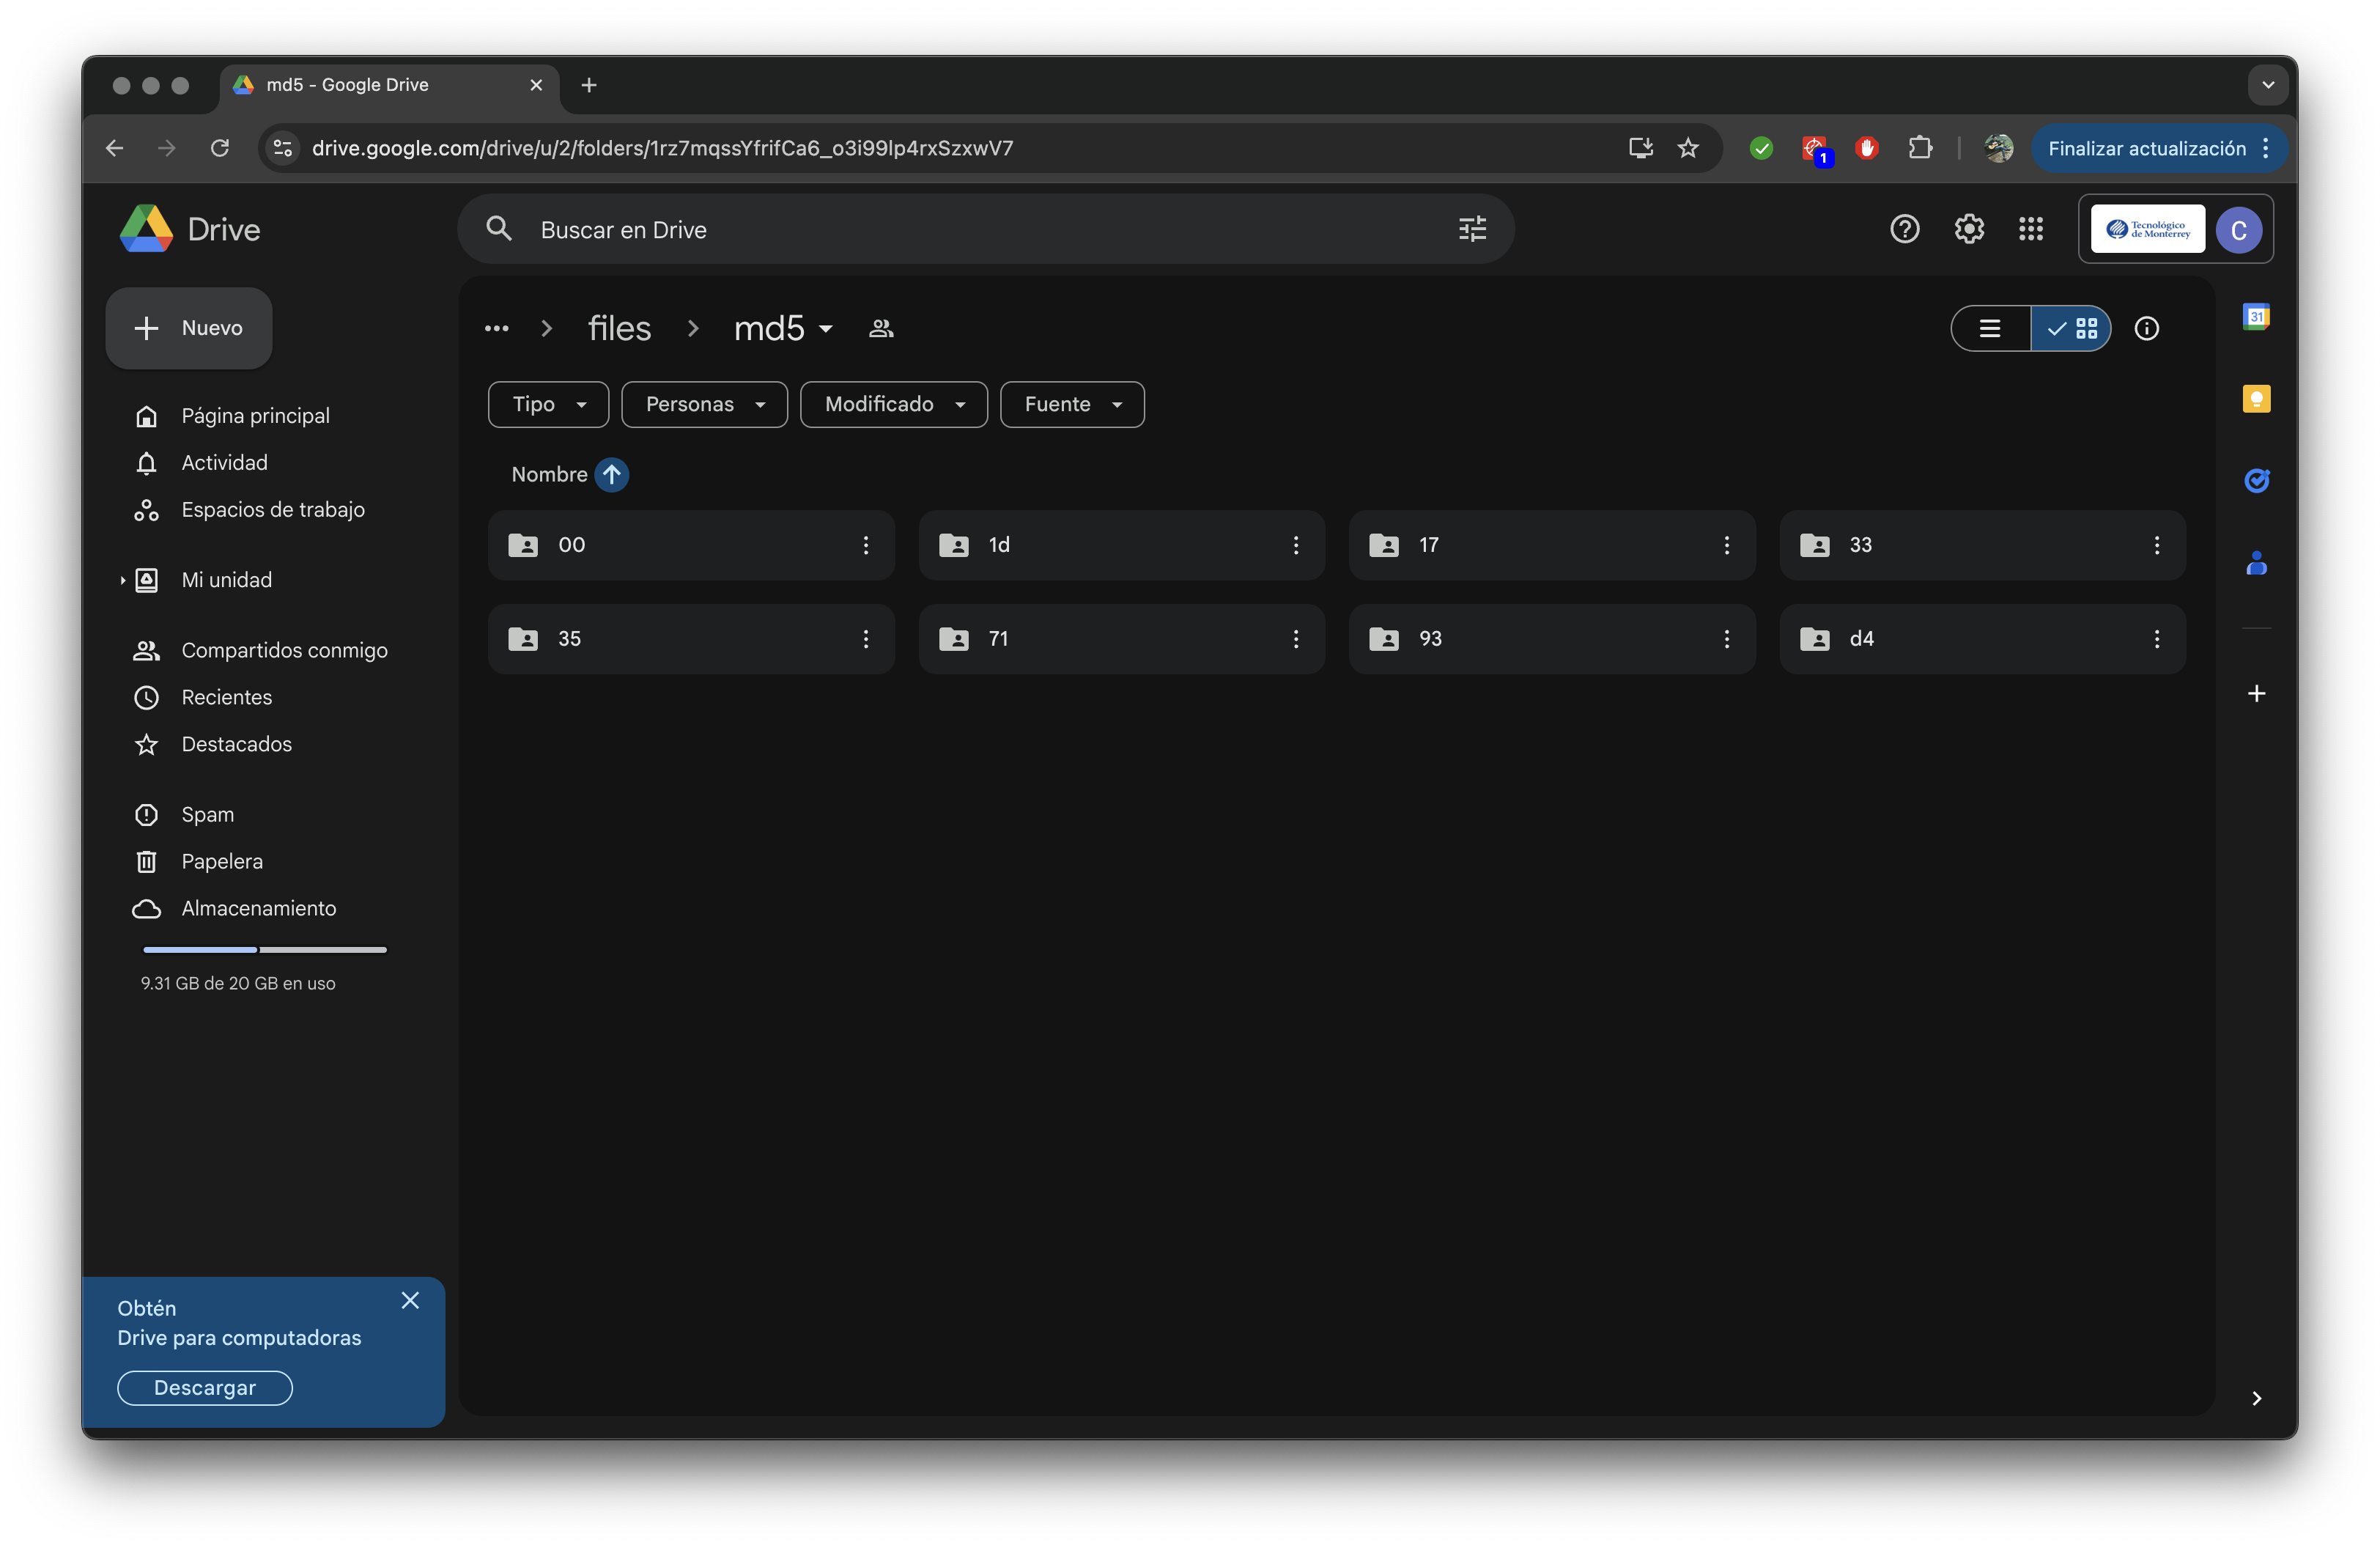 md5 - Google Drive
drive.google.com/drive/u/2/folders/1rz7mqssYfrifCa6_o3i99lp4rxSzxwV7
1
Finalizar actualización
Drive
Buscar en Drive
Tecnológico
de Monterrey
C
Nuevo
Página principal
Actividad
Espacios de trabajo
Mi unidad
Compartidos conmigo
Recientes
Destacados
Spam
Papelera
Almacenamiento
9.31 GB de 20 GB en uso
Obtén
Drive para computadoras
Descargar
files
md5
Tipo
Personas
Modificado
Fuente
Nombre
00
1d
17
33
35
71
93
d4
31